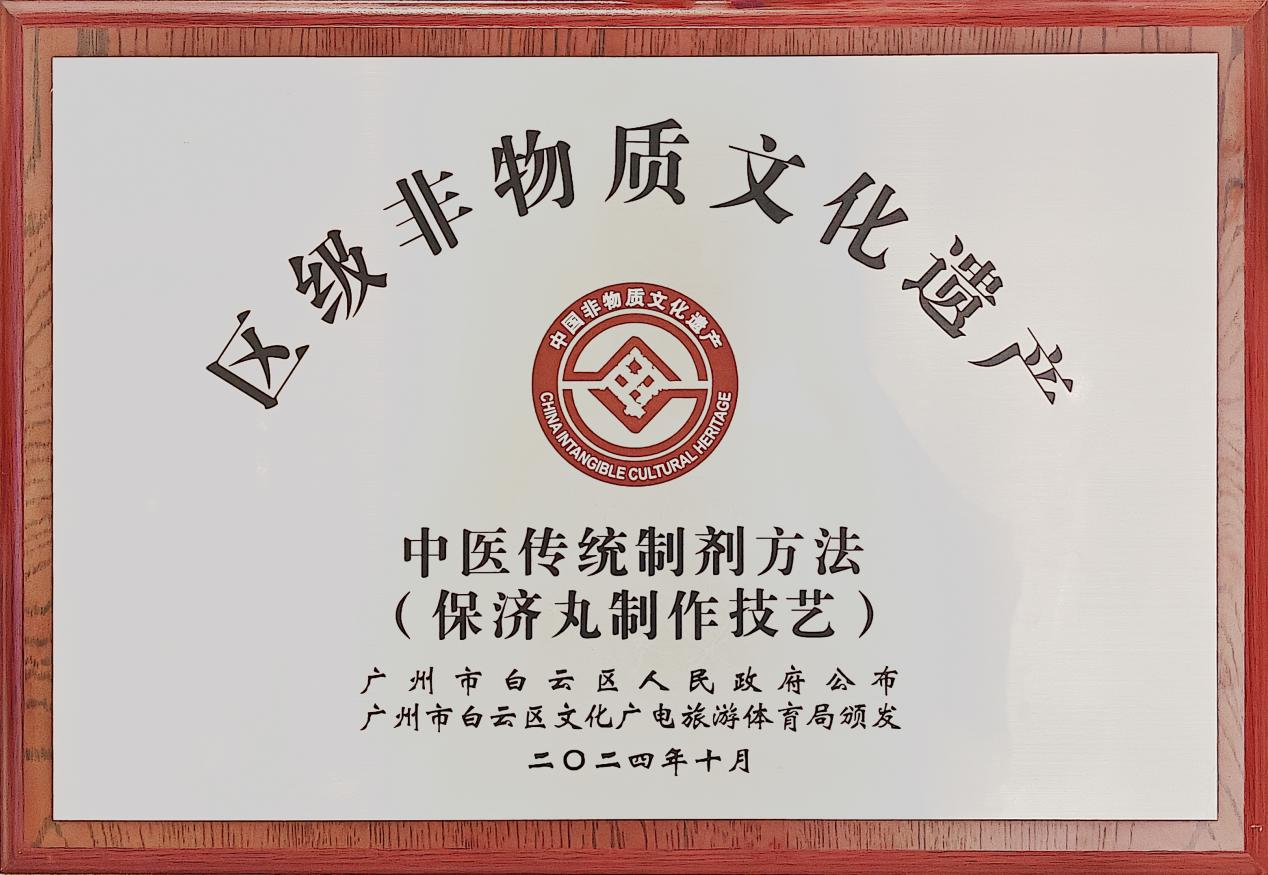 区级非物质文化遗产
中国非物质文化遗产
CHINA INTANGIBLE CULTURAL HERITAGE
中医传统制剂方法
（保济丸制作技艺）
广州市白云区人民政府公布
广州市白云区文化广电旅游体育局颁发
二〇二四年十月